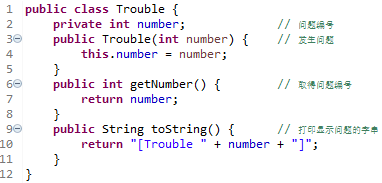 1 public class Trouble {
2 private int number; // 问题编号
3 public Trouble(int number) { // 发生问题
4 this.number = number;
5 }
6 public int getNumber() { // 取得问题编号
7 return number;
8 }
9 public String toString() { // 打印显示问题的字串
10 return "[Trouble " + number + "]";
11 }
12 }